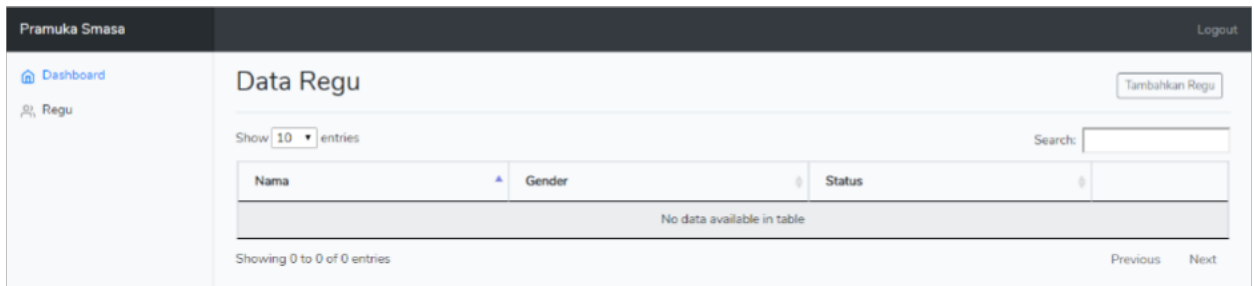 Pramuka Smasa Logout
Dashboard
Regu
Data Regu Tambahkan Regu
Show 10 entries Search:
Nama Gender Status
No data available in table
Showing 0 to 0 of 0 entries Previous Next